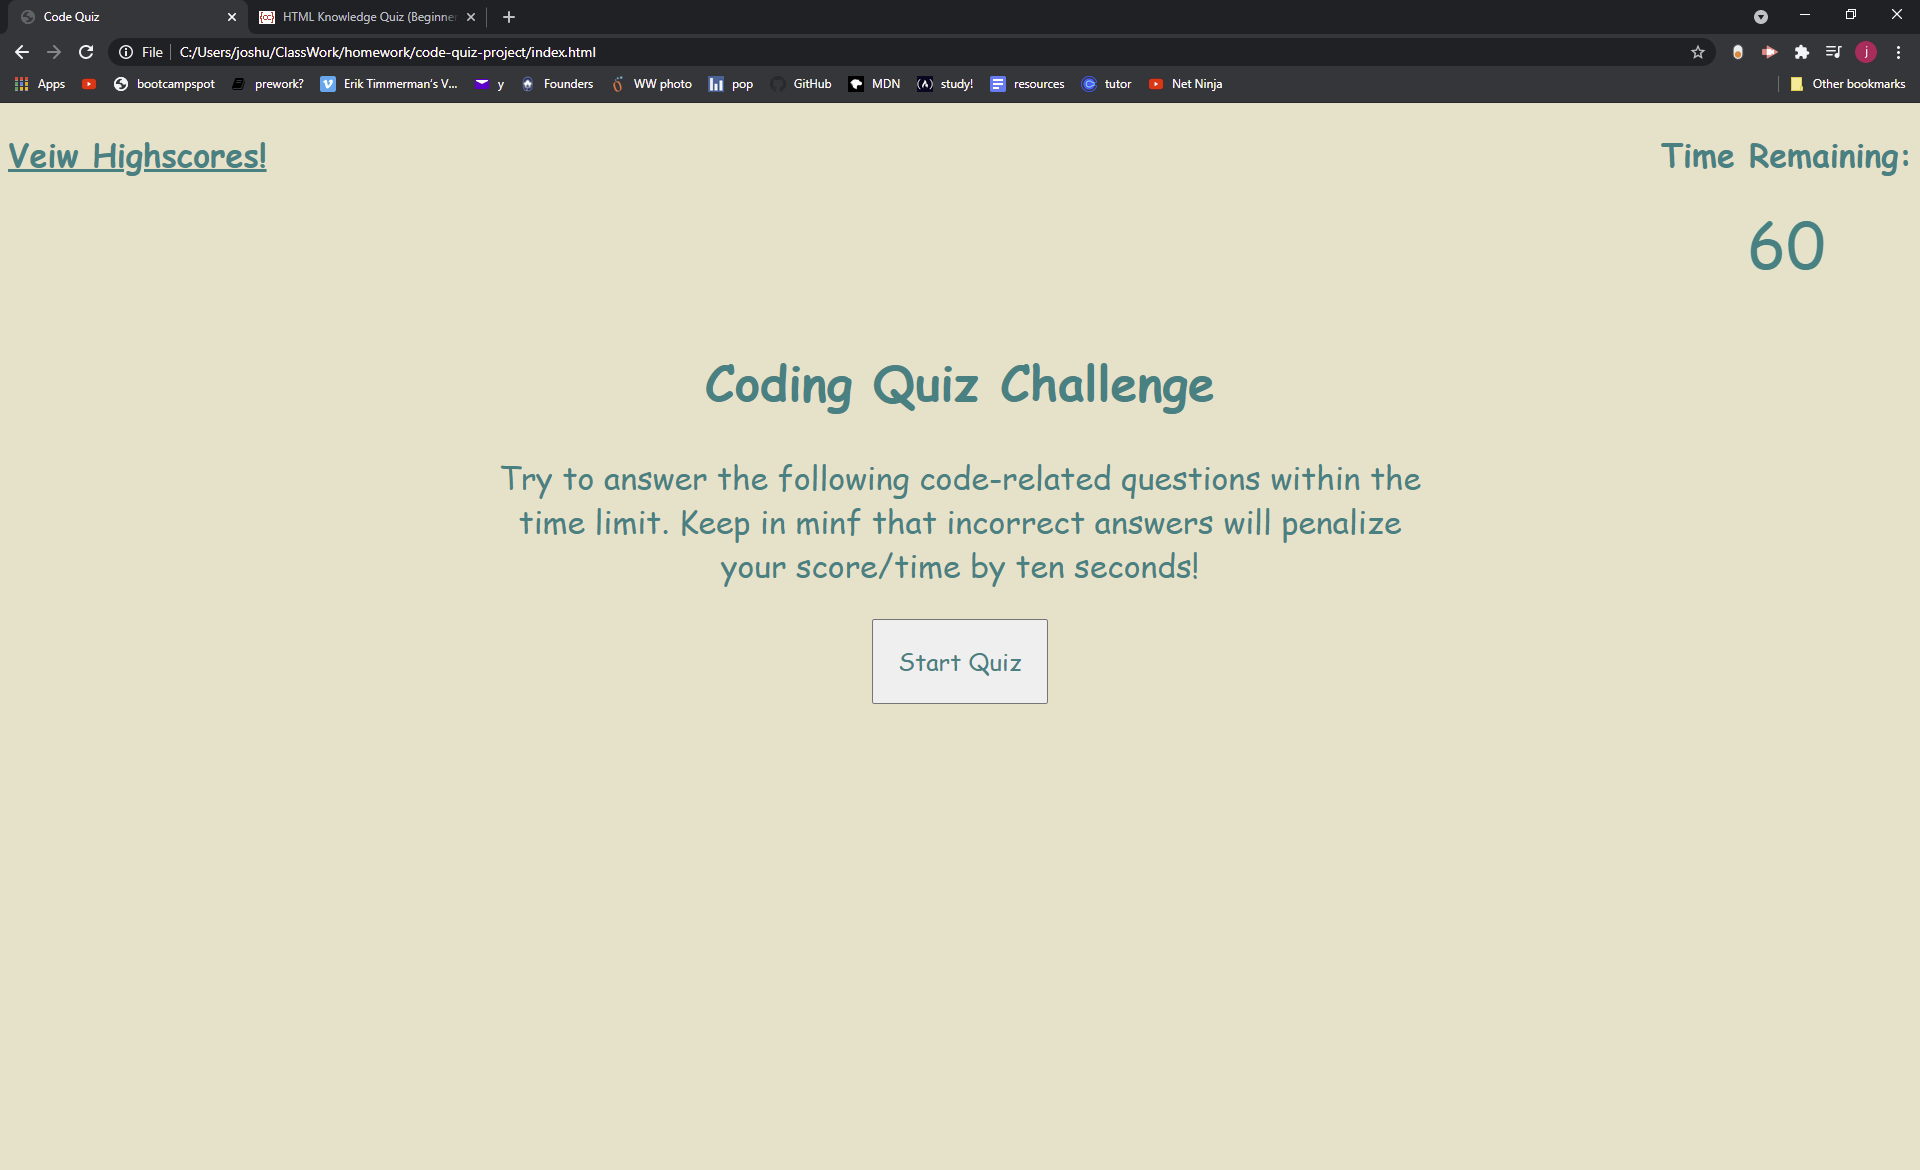 Code Quiz
HTML Knowledge Quiz (Beginner
File
C:/Users/joshu/ClassWork/homework/code-quiz-project/index.html
j
Apps
bootcampspot
prework?
Erik Timmerman's V...
y
Founders
WW photo
pop
GitHub
MDN
study!
resources
tutor
Net Ninja
Other bookmarks
Veiw Highscores!
Time Remaining:
60
Coding Quiz Challenge
Try to answer the following code-related questions within the
time limit. Keep in minf that incorrect answers will penalize
your score/time by ten seconds!
Start Quiz